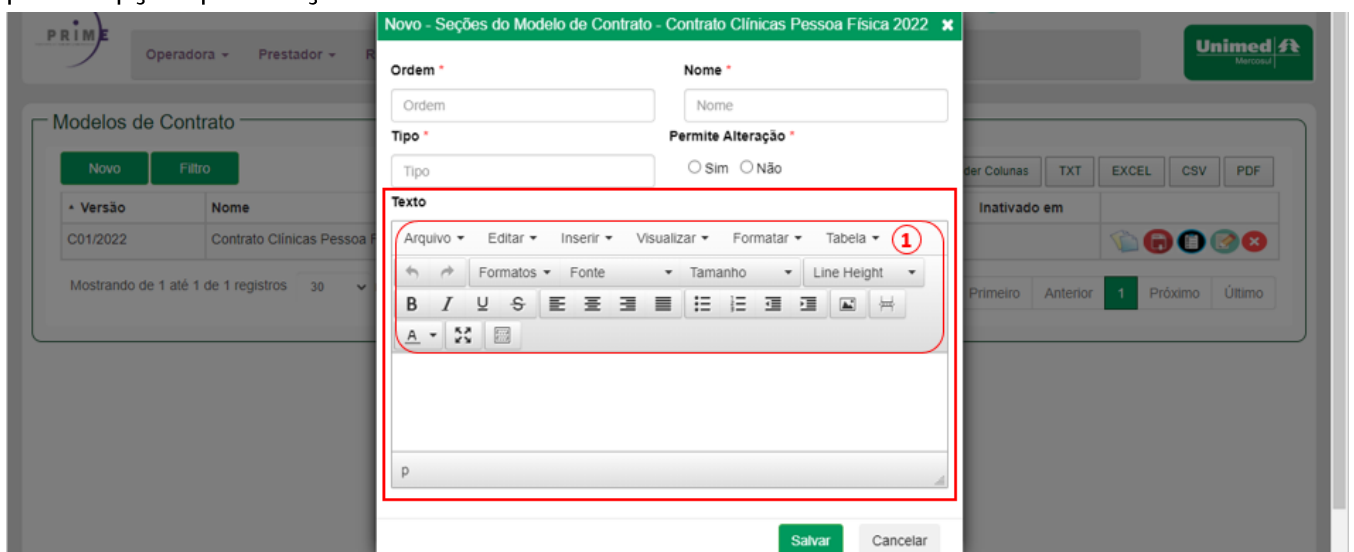 Novo - Seções do Modelo de Contrato - Contrato Clínicas Pessoa Física 2022
PRIME
Operadora Prestador R
Unimed
Mercosul
Ordem * Nome *
Ordem Nome
Tipo * Permite Alteração *
Tipo Sim Não
Modelos de Contrato
Novo Filtro
der Colunas TXT EXCEL CSV PDF
Versão Nome Inativado em
C01/2022 Contrato Clínicas Pessoa F
Mostrando de 1 até 1 de 1 registros 30
Primeiro Anterior 1 Próximo Último
Texto
Arquivo Editar Inserir Visualizar Formatar Tabela 1
Formatos Fonte Tamanho Line Height
B I U S
A
p
Salvar Cancelar